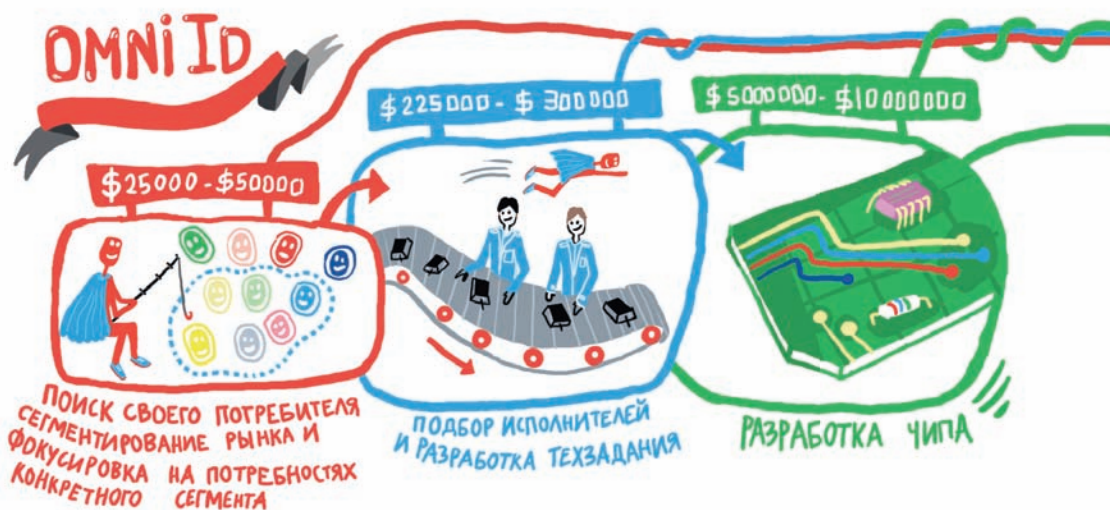 OMNi ID
$25000-$50000
ПОИСК СВОЕГО ПОТРЕБИТЕЛЯ
СЕГМЕНТИРОВАНИЕ РЫНКА И
ФОКУСИРОВКА НА ПОТРЕБНОСТЯХ
КОНКРЕТНОГО СЕГМЕНТА
$225000-$300000
ПОДБОР ИСПОЛНИТЕЛЕЙ
И РАЗРАБОТКА ТЕХЗАДАНИЯ
$5000000-$10000000
РАЗРАБОТКА ЧИПА